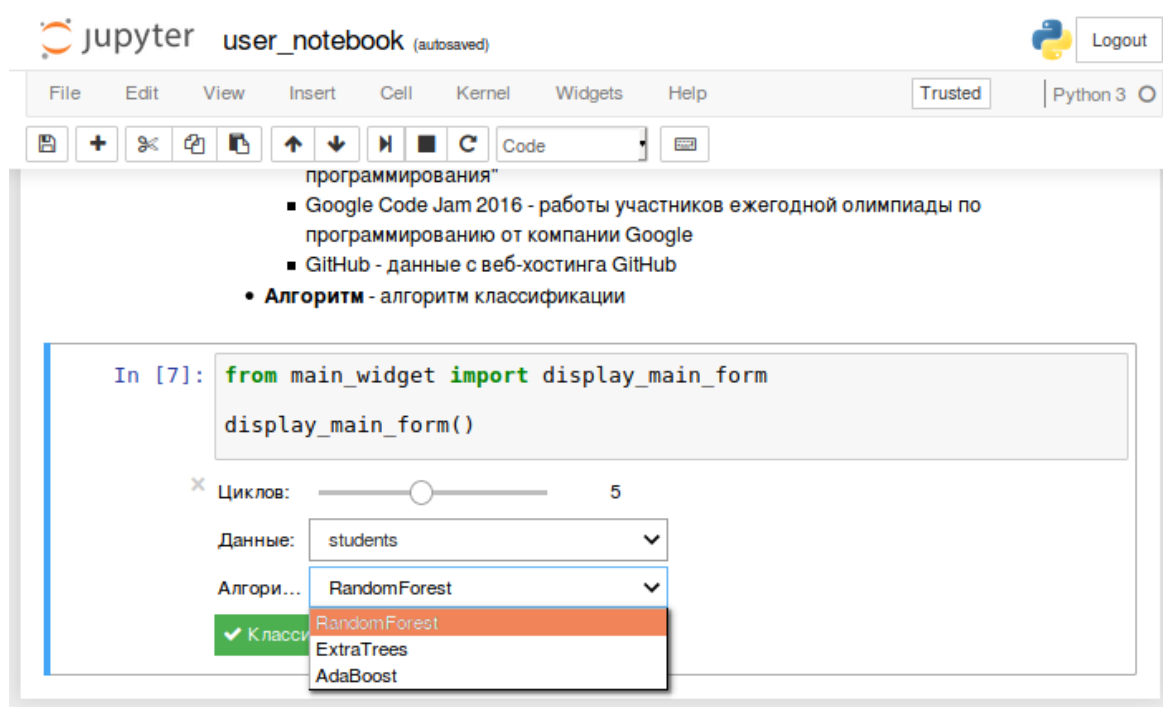 jupyter user_notebook (autosaved) Logout
File Edit View Insert Cell Kernel Widgets Help Trusted Python 3
Code
программирования"
Google Code Jam 2016 - работы участников ежегодной олимпиады по
программированию от компании Google
GitHub - данные с веб-хостинга GitHub
Алгоритм - алгоритм классификации
In [7]: from main_widget import display_main_form
display_main_form()
Циклов: 5
Данные: students
Алгори... RandomForest
RandomForest
Класси
ExtraTrees
AdaBoost